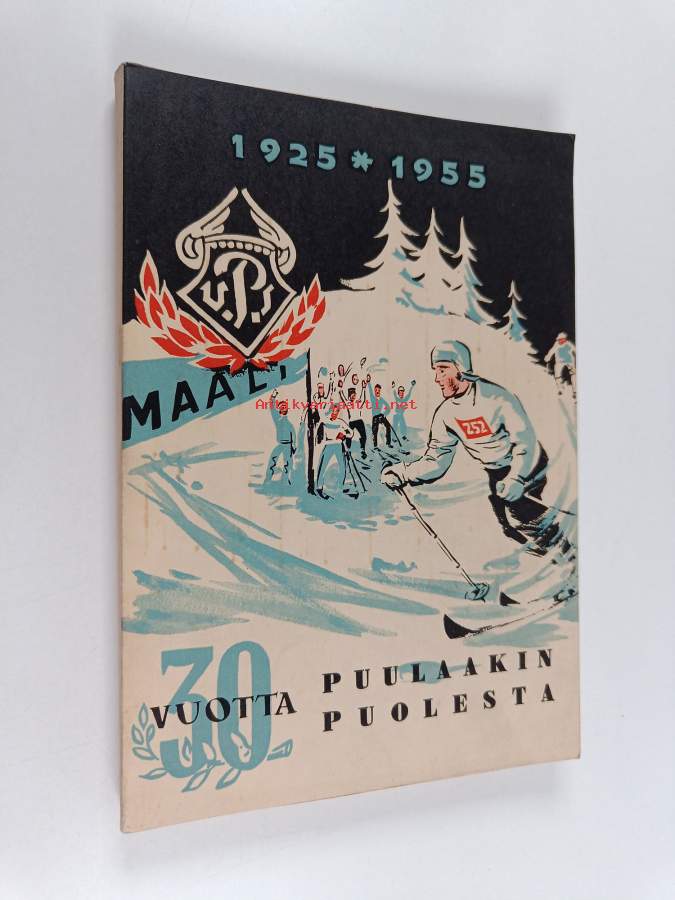 1925 * 1955
V.P.J
MAALI
Antikvariaatti.net
252
30
VUOTTA
PUULAAKIN
PUOLESTA